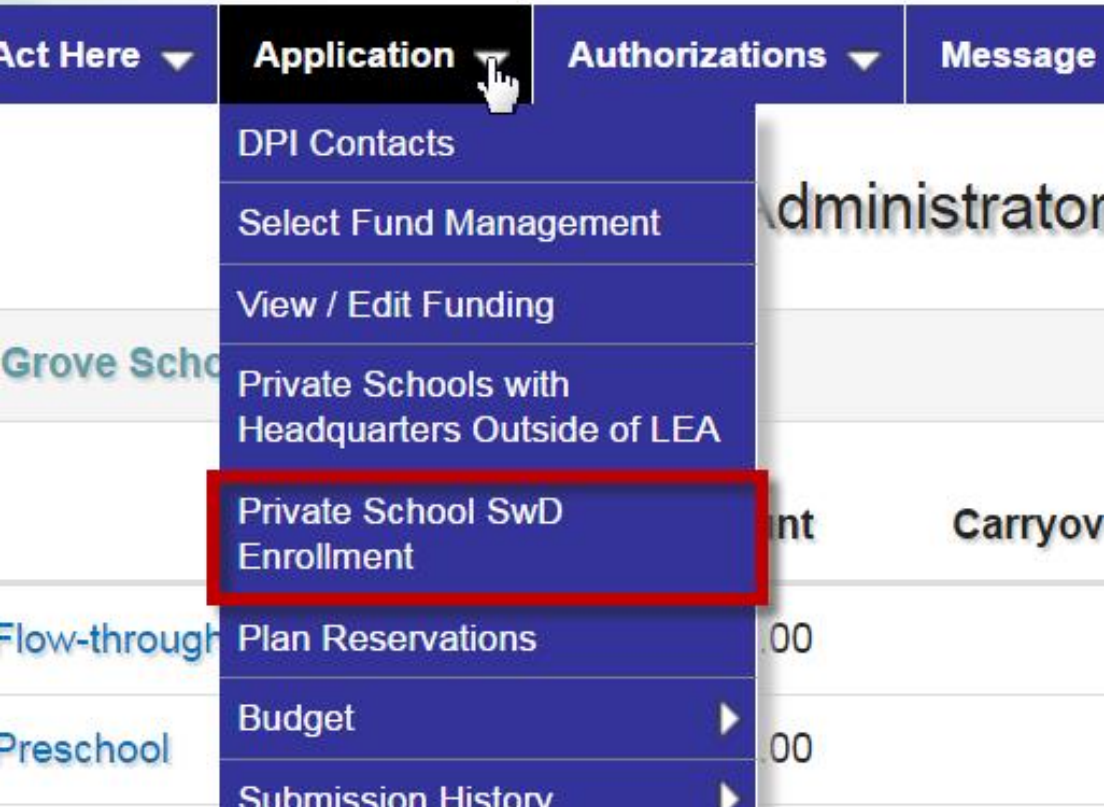 Act Here
Application
Authorizations
Message
DPI Contacts
Select Fund Management
View / Edit Funding
Private Schools with
Headquarters Outside of LEA
Private School SwD
Enrollment
Plan Reservations
Budget
Submission History
Administrator
Grove Scho
unt
Carryov
Flow-through
.00
Preschool
.00